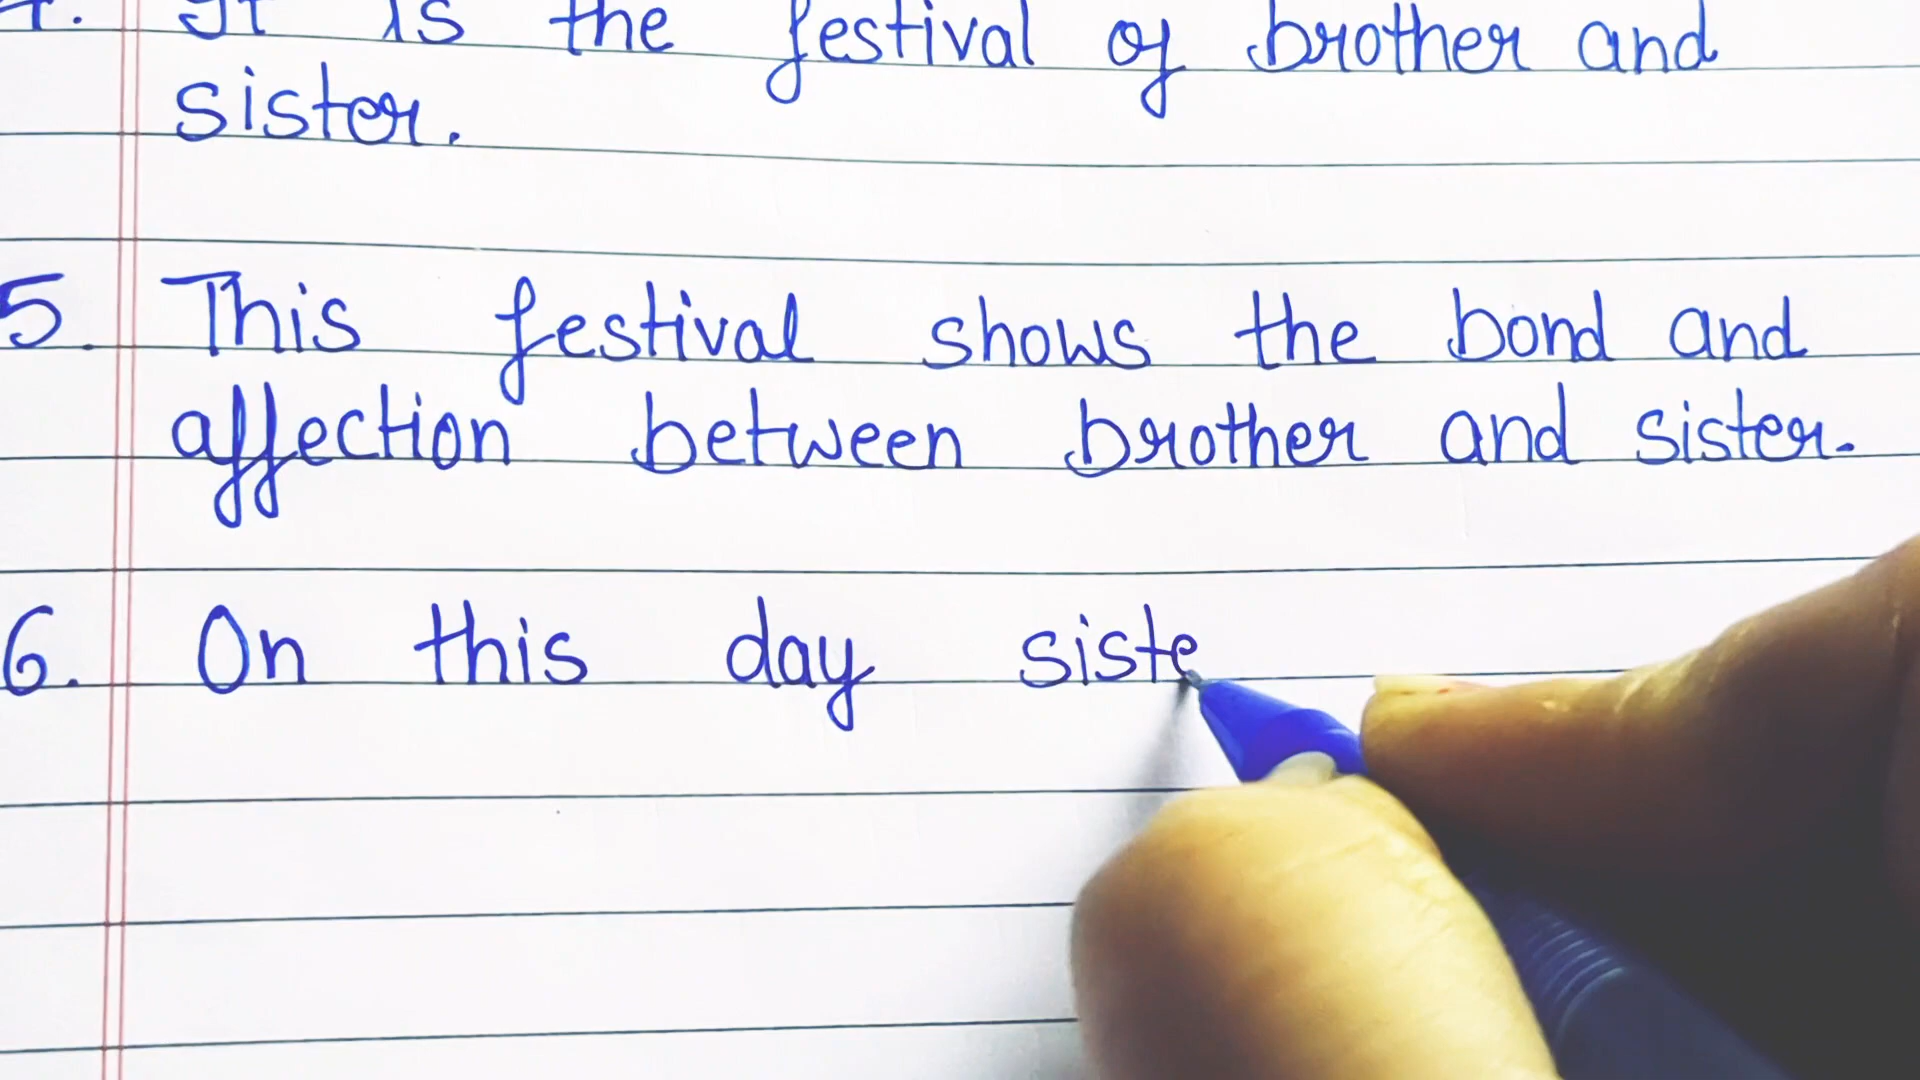 4. It is the festival of brother and
sister.
5. This festival shows the bond and
affection between brother and sister.
6. On this day siste